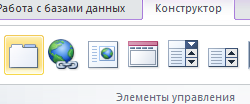 Работа с базами данных Конструктор
Элементы управления